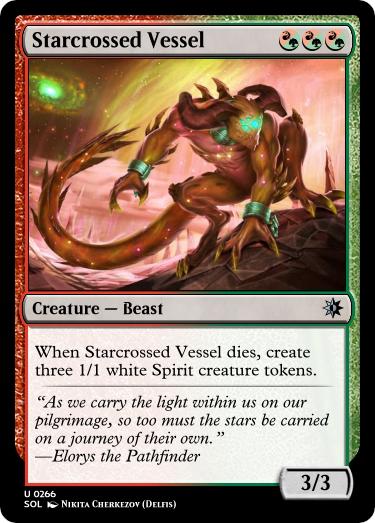 Starcrossed Vessel
Creature — Beast
When Starcrossed Vessel dies, create
three 1/1 white Spirit creature tokens.
“As we carry the light within us on our
pilgrimage, so too must the stars be carried
on a journey of their own.”
—Elorys the Pathfinder
3/3
U 0266
SOL Nikita Cherkezov (Delfis)